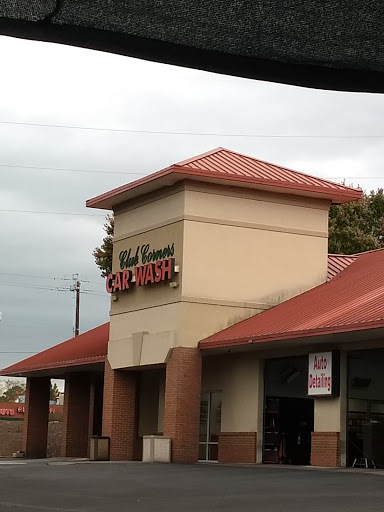 Club Corners
CAR WASH
Auto
Detailing